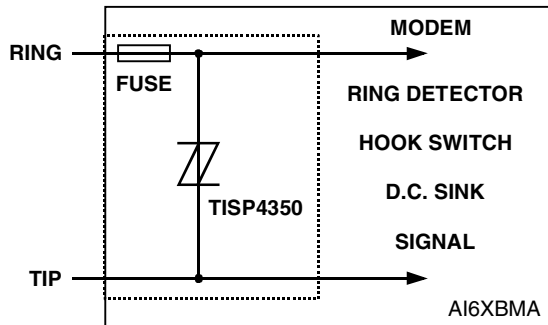 MODEM
RING
FUSE
RING DETECTOR
HOOK SWITCH
D.C. SINK
TISP4350
SIGNAL
TIP
AI6XBMA